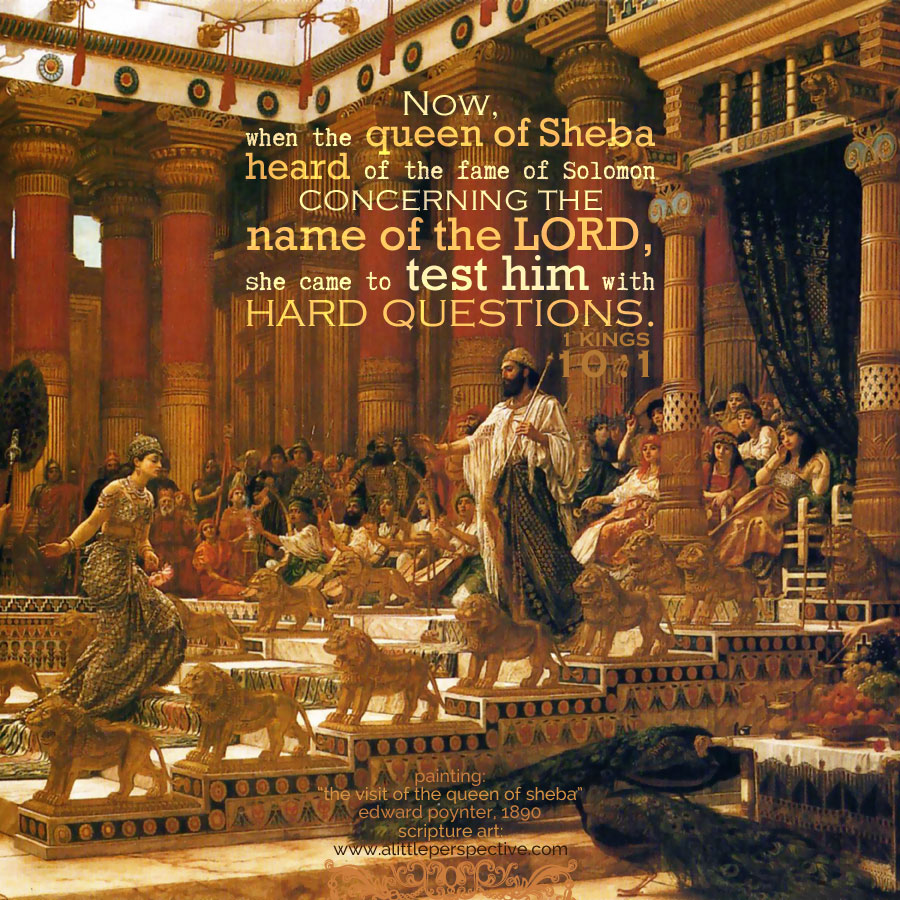 Now,
when the queen of Sheba
heard of the fame of Solomon
CONCERNING THE
name of the LORD,
she came to test him with
HARD QUESTIONS.
1 KINGS
10:1
painting:
"the visit of the queen of sheba"
edward poynter, 1890
scripture art:
www.alittleperspective.com